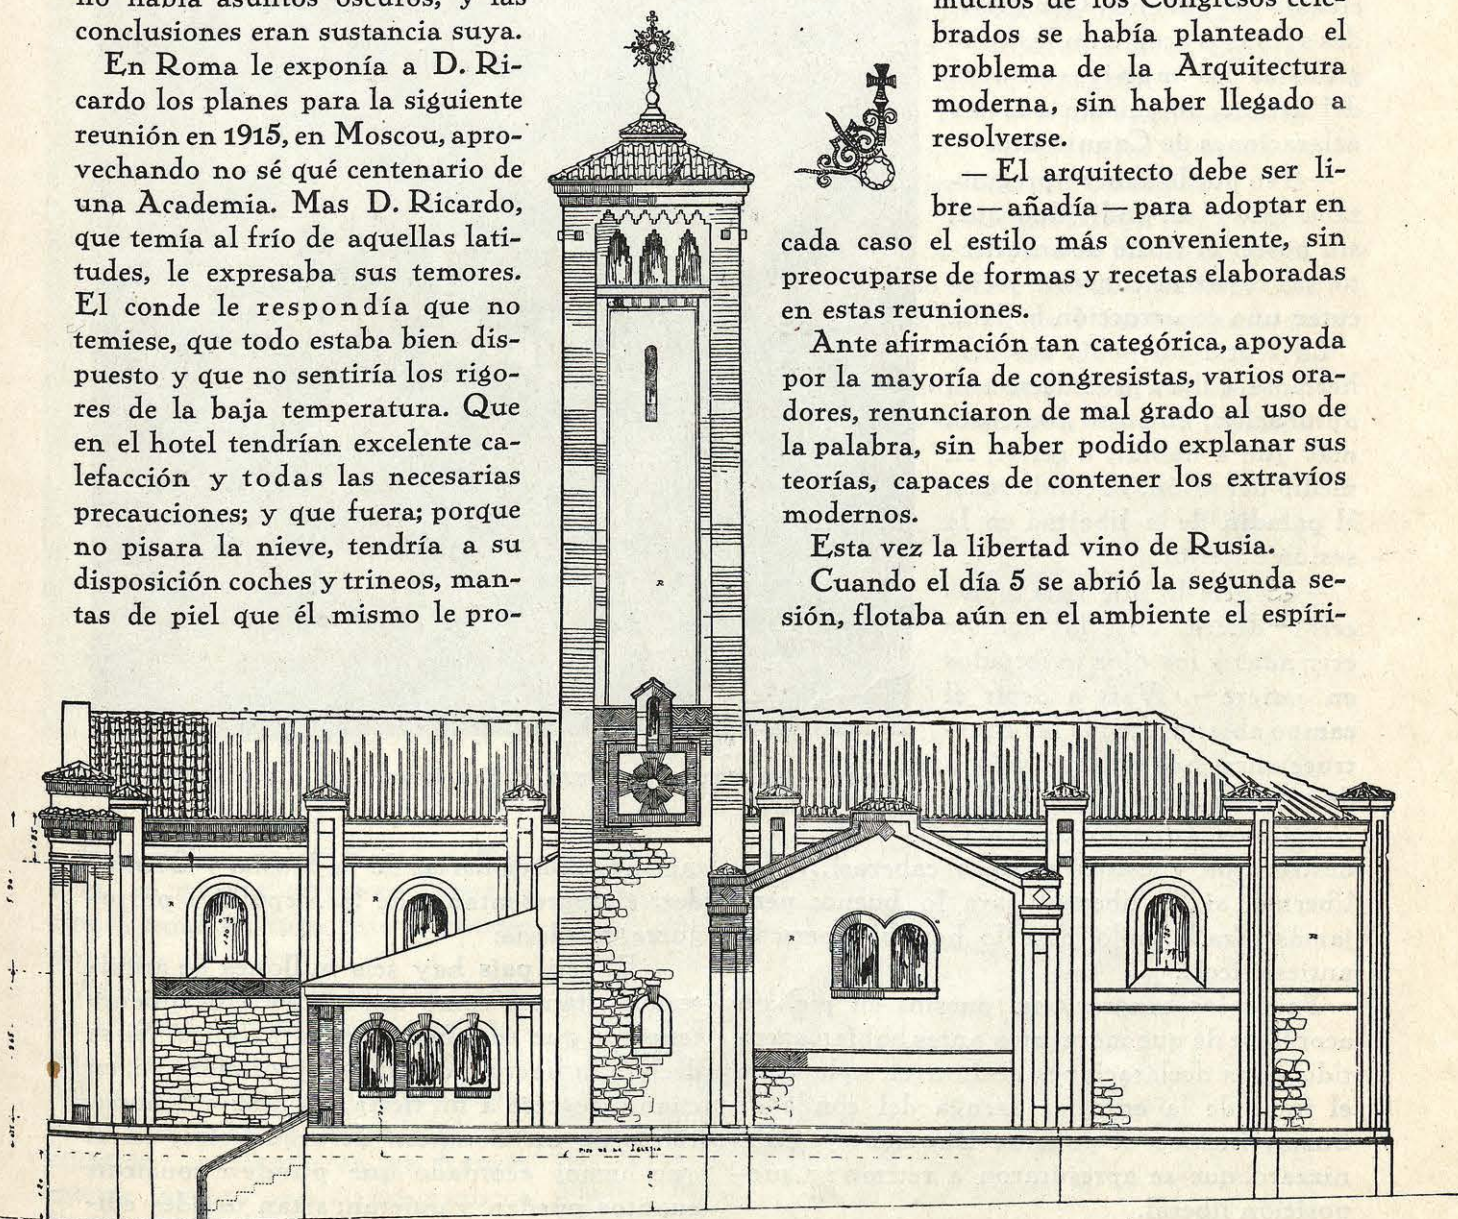 no había asuntos oscuros, y las
conclusiones eran sustancia suya.
En Roma le exponía a D. Ri-
cardo los planes para la siguiente
reunión en 1915, en Moscou, apro-
vechando no sé qué centenario de
una Academia. Mas D. Ricardo,
que temía al frío de aquellas lati-
tudes, le expresaba sus temores.
El conde le respondía que no
temiese, que todo estaba bien dis-
puesto y que no sentiría los rigo-
res de la baja temperatura. Que
en el hotel tendrían excelente ca-
lefacción y todas las necesarias
precauciones; y que fuera; porque
no pisara la nieve, tendría a su
disposición coches y trineos, man-
tas de piel que él mismo le pro-
muchos de los Congresos cele-
brados se había planteado el
problema de la Arquitectura
moderna, sin haber llegado a
resolverse.
— El arquitecto debe ser li-
bre — añadía — para adoptar en
cada caso el estilo más conveniente, sin
preocuparse de formas y recetas elaboradas
en estas reuniones.
Ante afirmación tan categórica, apoyada
por la mayoría de congresistas, varios ora-
dores, renunciaron de mal grado al uso de
la palabra, sin haber podido explanar sus
teorías, capaces de contener los extravíos
modernos.
Esta vez la libertad vino de Rusia.
Cuando el día 5 se abrió la segunda se-
sión, flotaba aún en el ambiente el espíri-
PISO DE LA IGLESIA